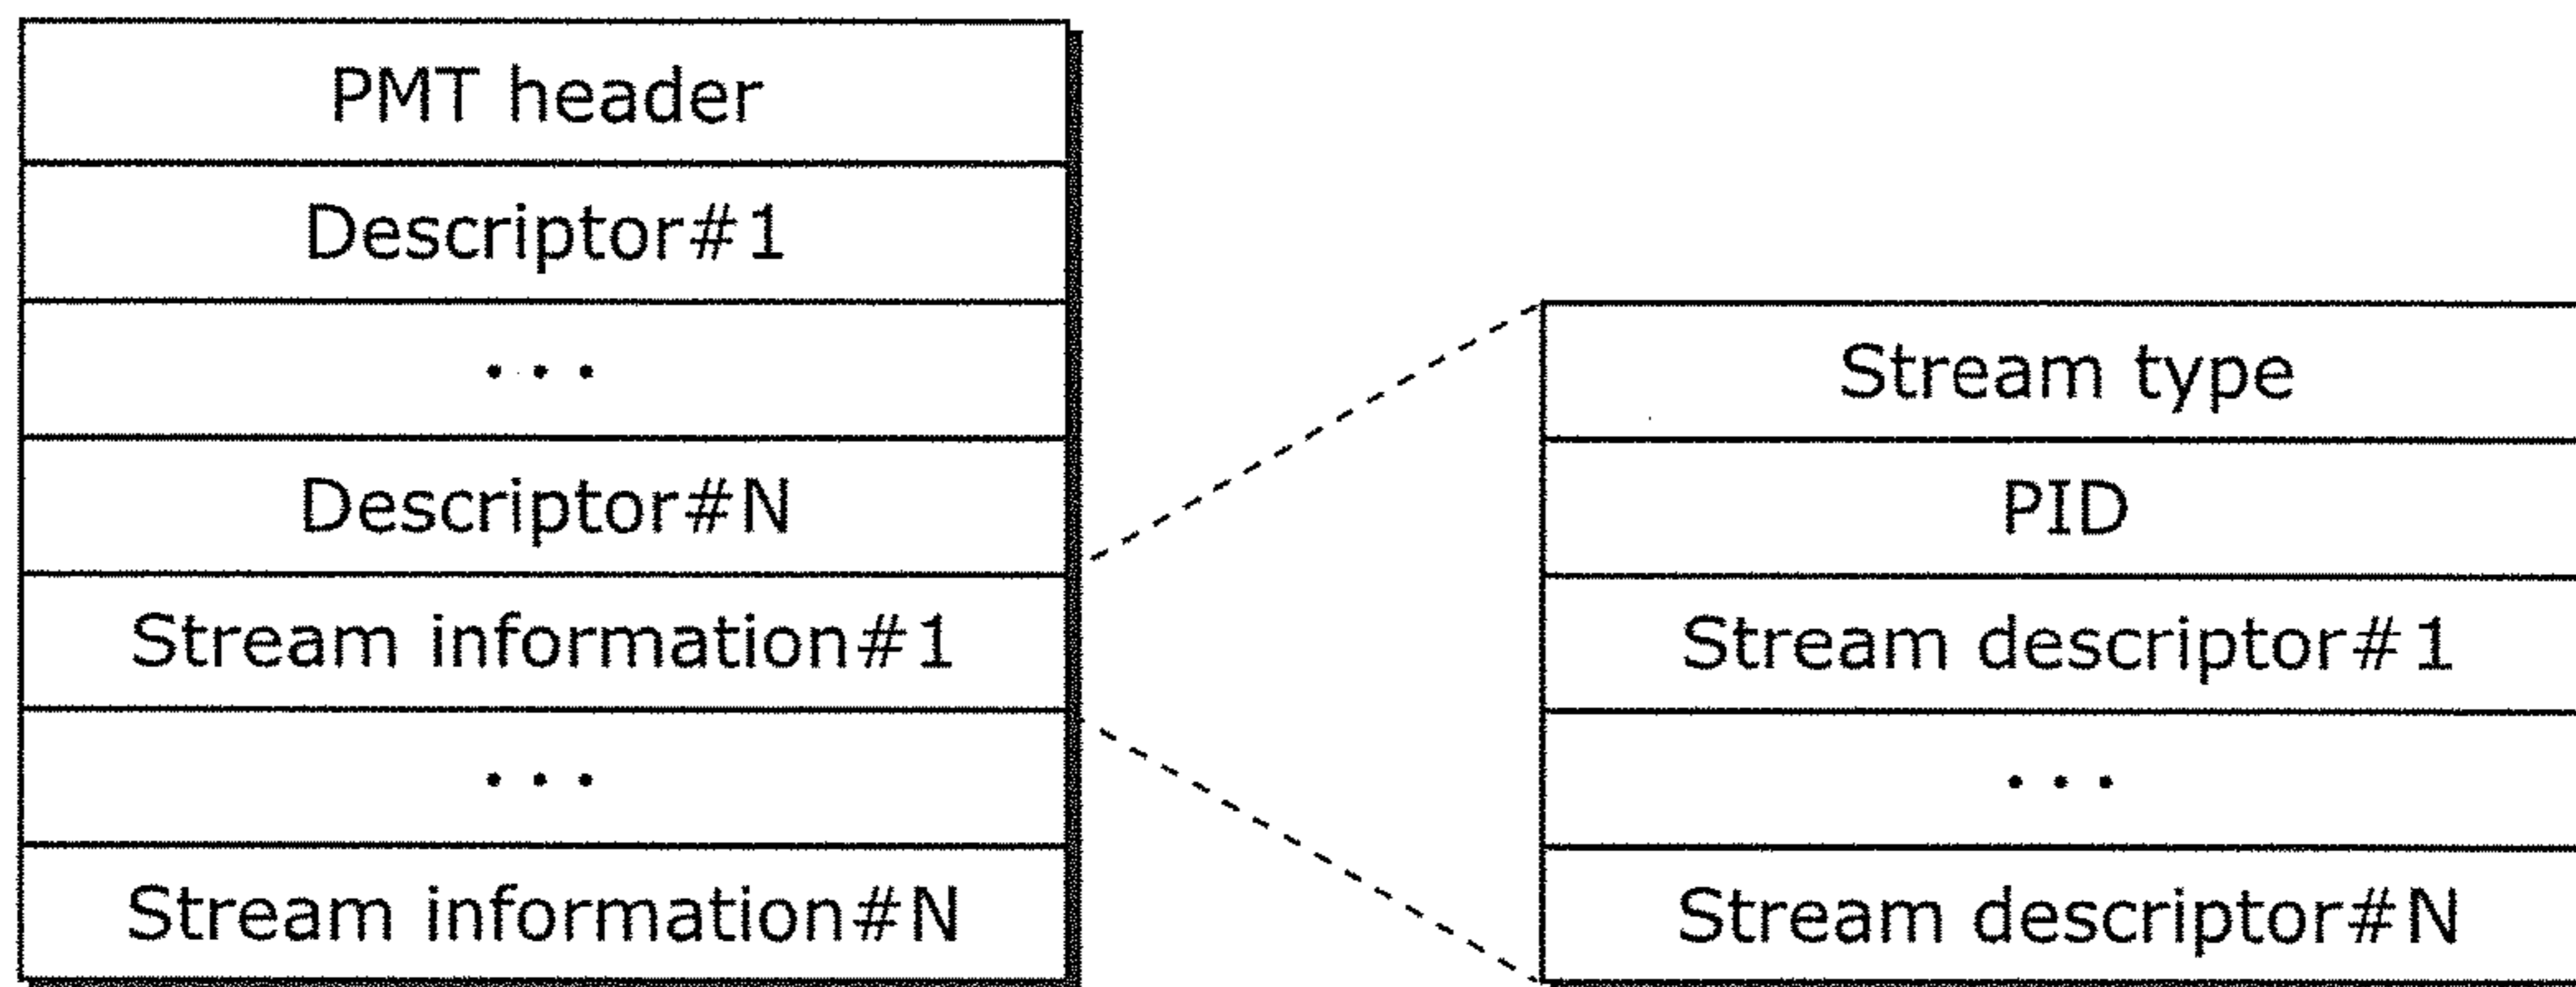 PMT header
Descriptor#1
...
Descriptor#N
Stream information#1
...
Stream information#N
Stream type
PID
Stream descriptor#1
...
Stream descriptor#N